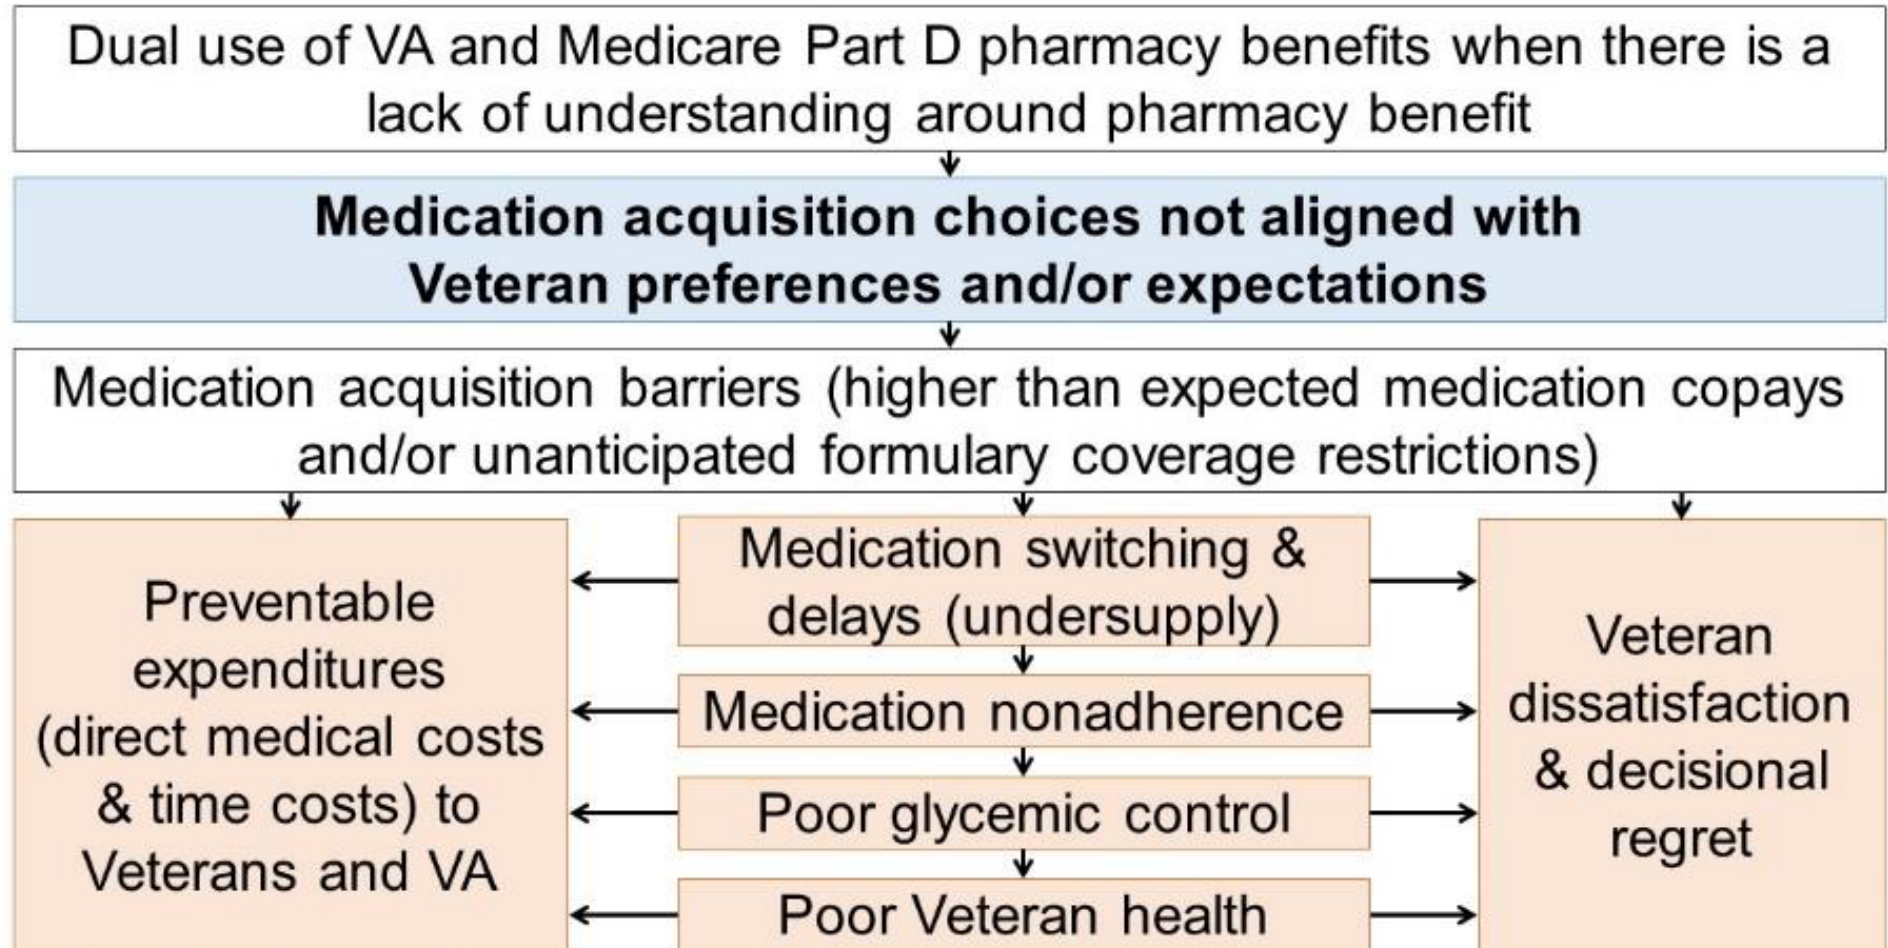 Dual use of VA and Medicare Part D pharmacy benefits when there is a
lack of understanding around pharmacy benefit
Medication acquisition choices not aligned with
Veteran preferences and/or expectations
Medication acquisition barriers (higher than expected medication copays
and/or unanticipated formulary coverage restrictions)
Preventable
expenditures
(direct medical costs
& time costs) to
Veterans and VA
Medication switching &
delays (undersupply)
Medication nonadherence
Poor glycemic control
Poor Veteran health
Veteran
dissatisfaction
& decisional
regret